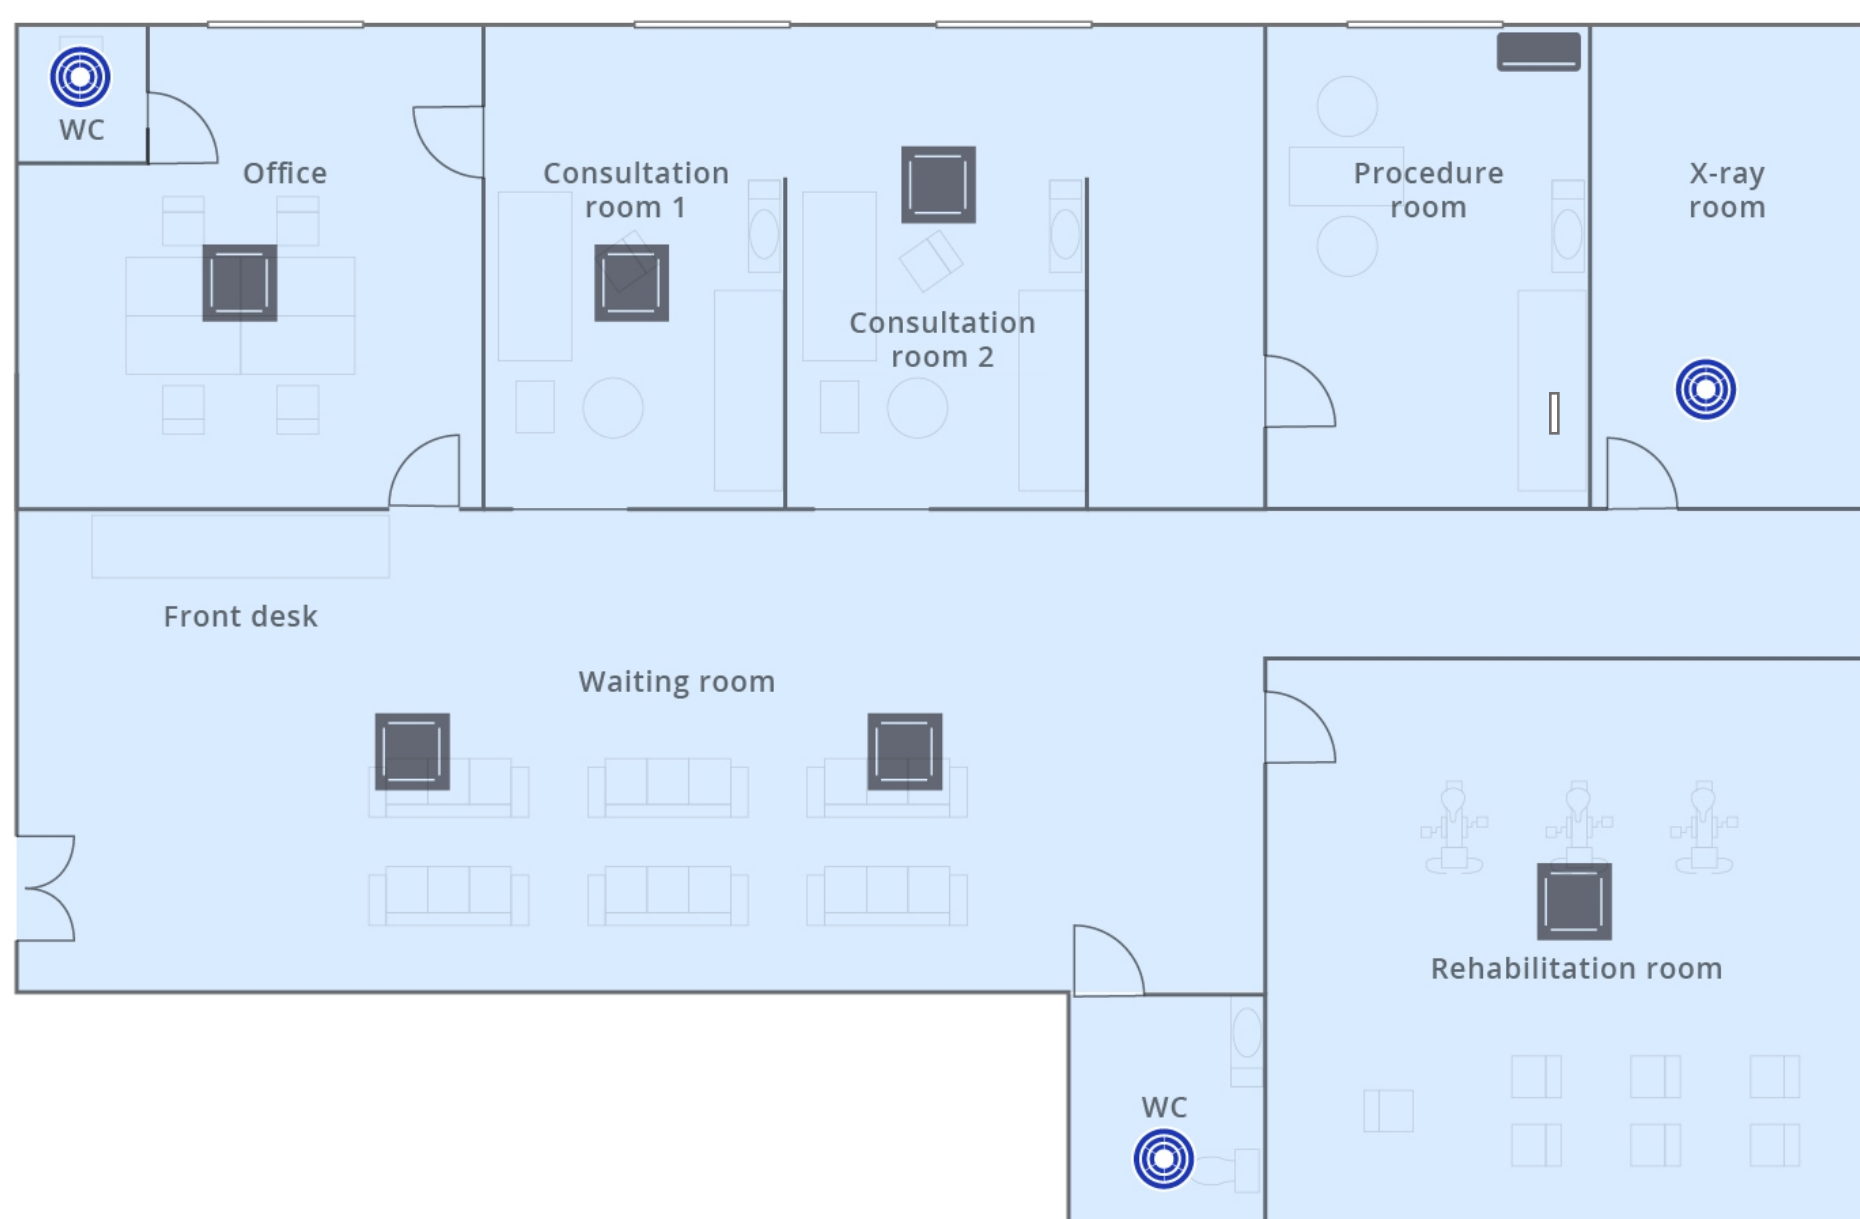 WC
Office
Consultation
room 1
Consultation
room 2
Procedure
room
X-ray
room
Front desk
Waiting room
Rehabilitation room
WC